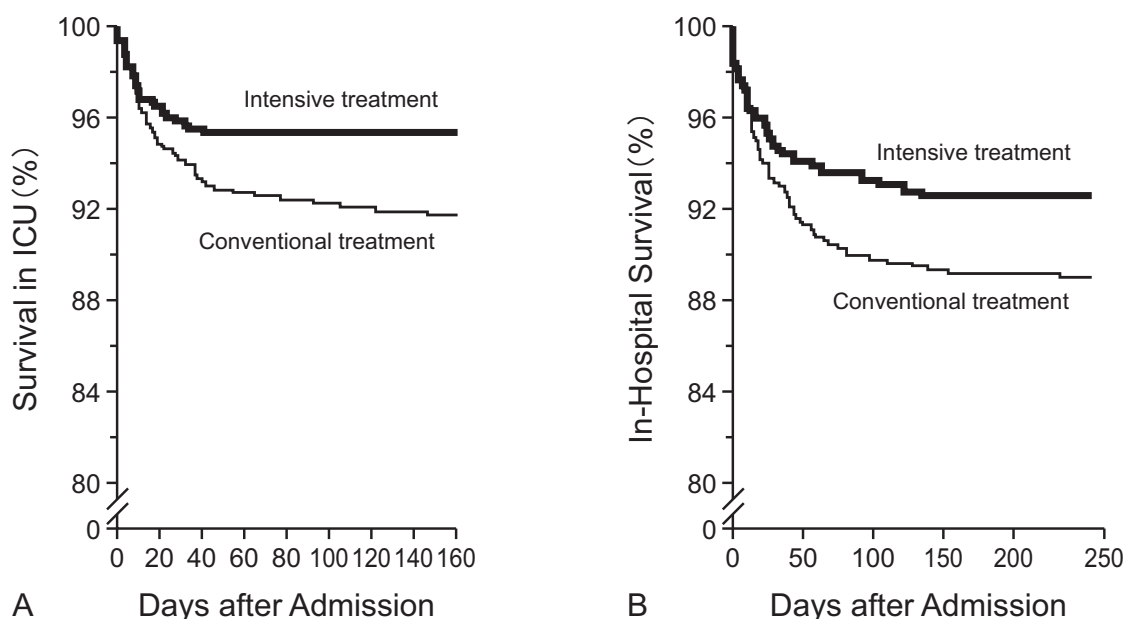 Survival in ICU (%)
100
96
92
88
84
80
0
Intensive treatment
Conventional treatment
0 20 40 60 80 100 120 140 160
A Days after Admission
In-Hospital Survival (%)
100
96
92
88
84
80
0
Intensive treatment
Conventional treatment
0 50 100 150 200 250
B Days after Admission